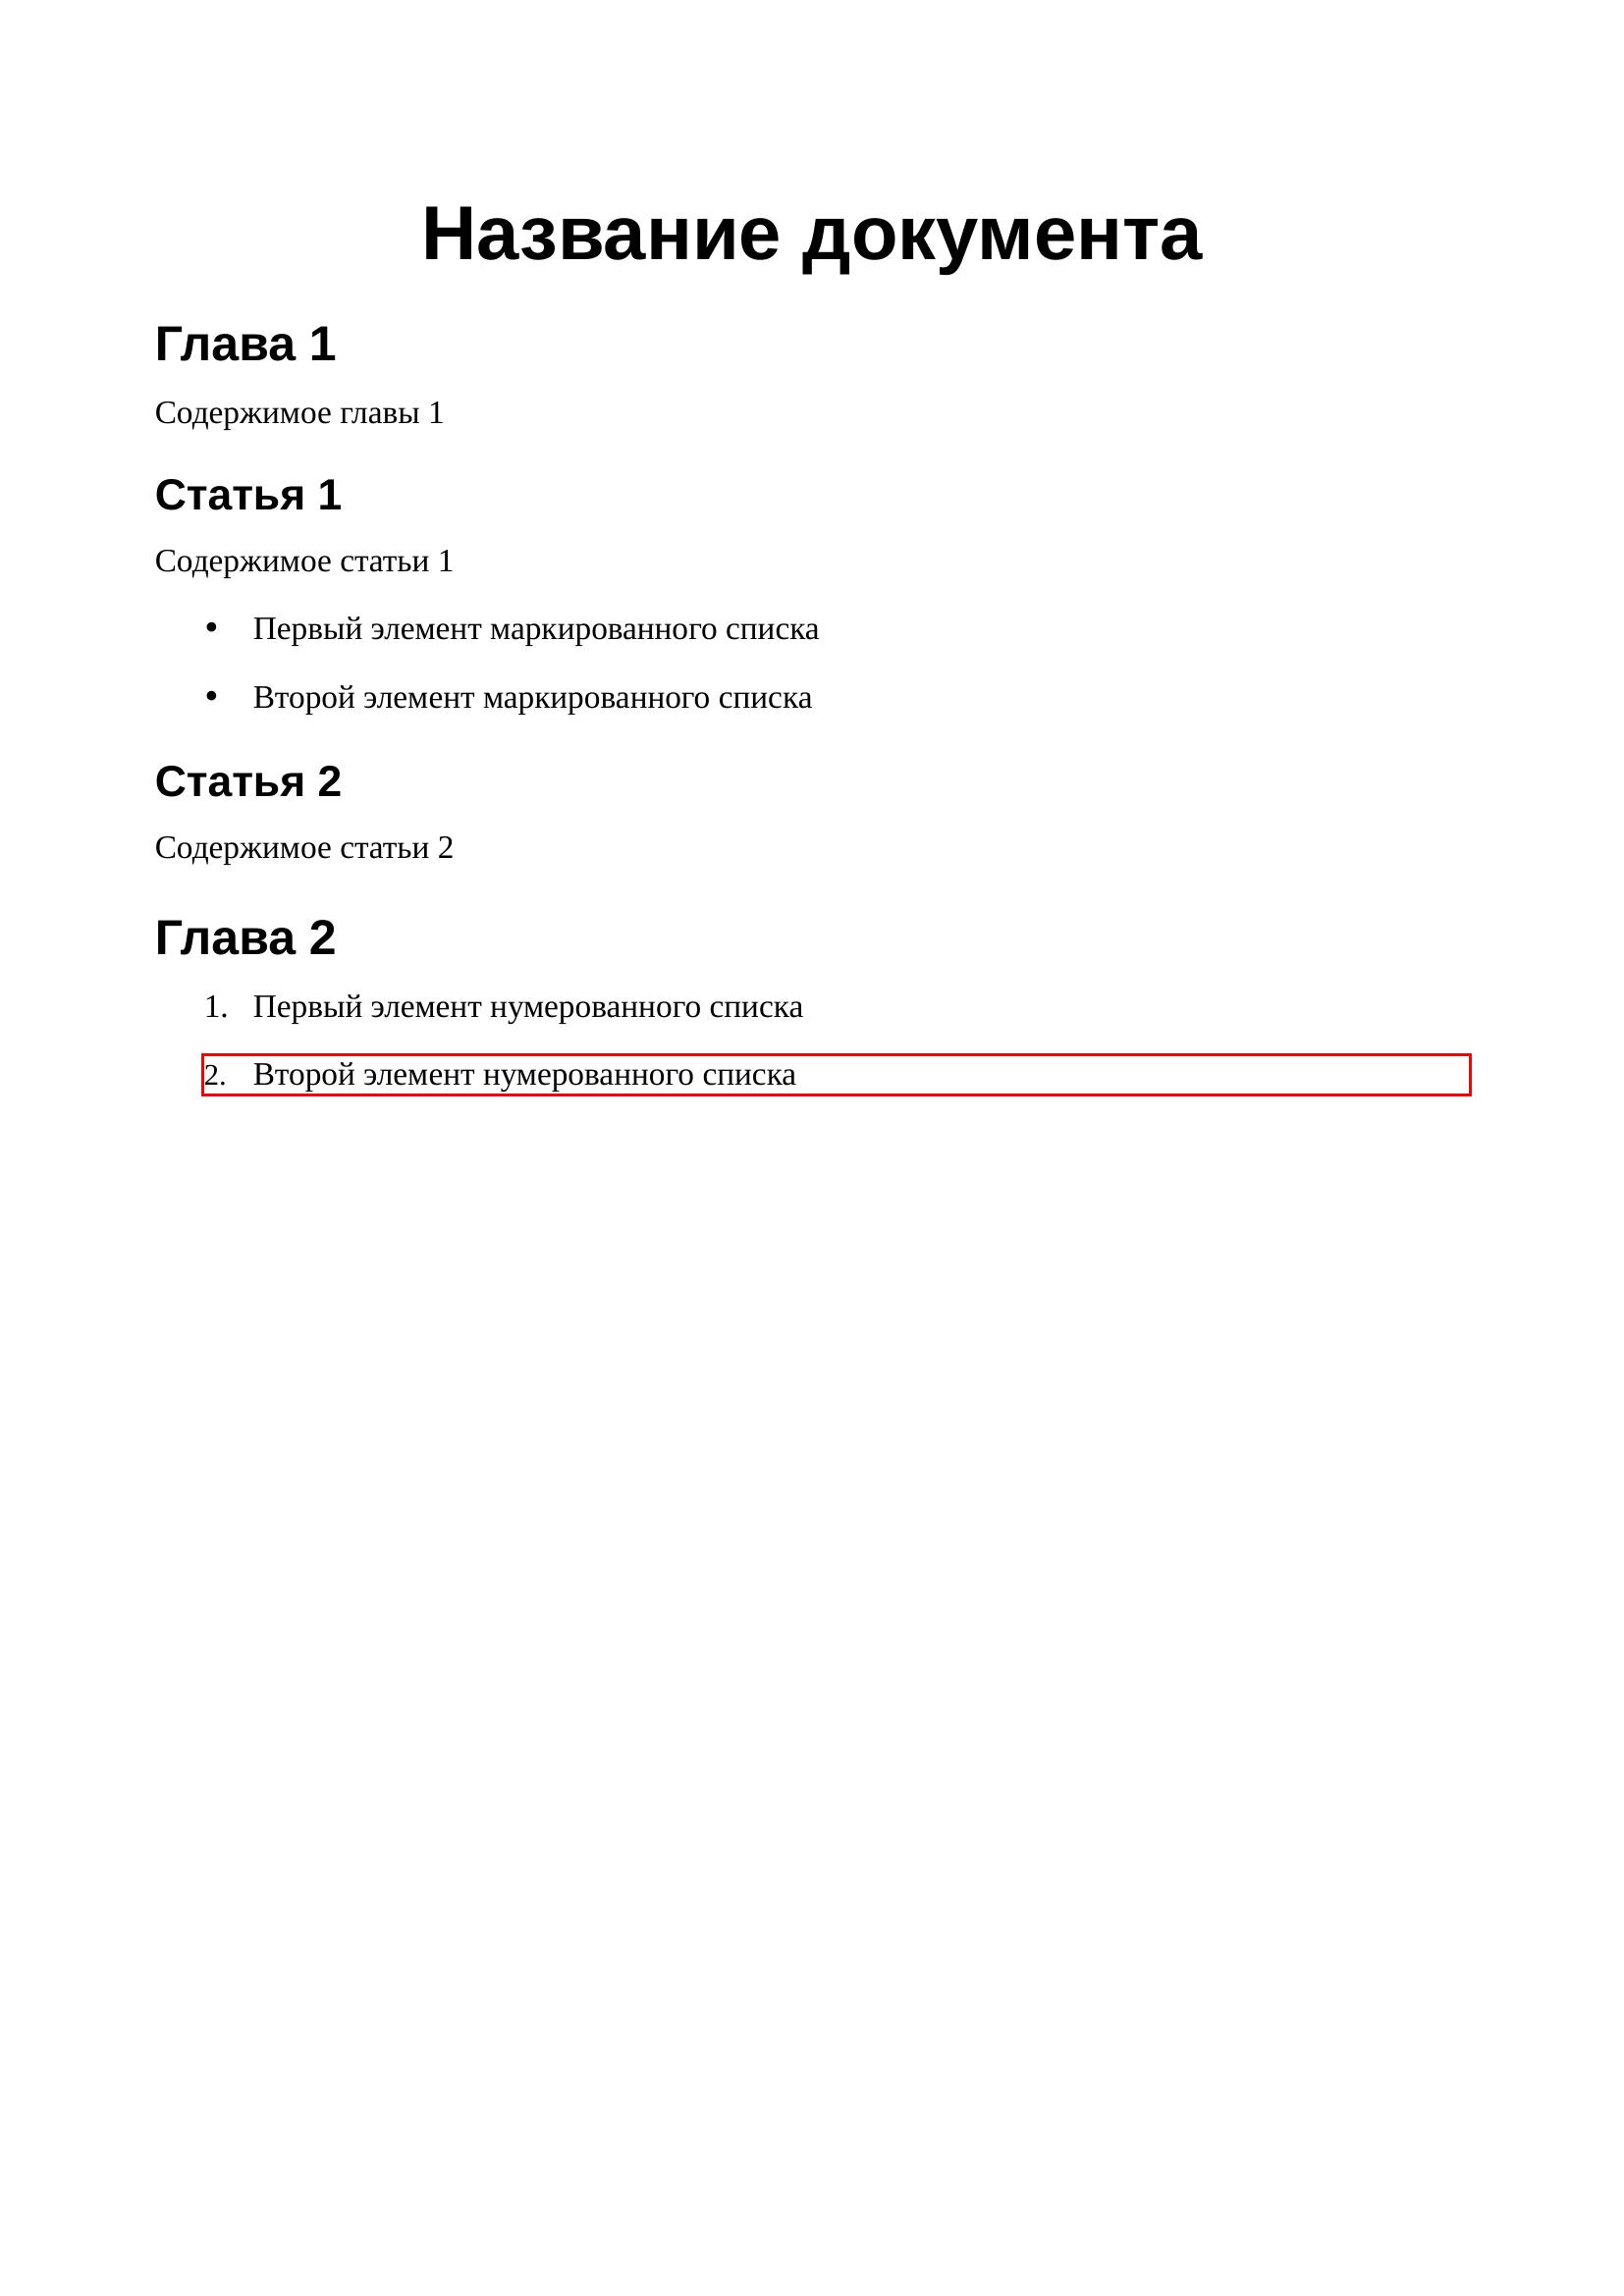 Название документа
Глава 1
Содержимое главы 1
Статья 1
Содержимое статьи 1
• Первый элемент маркированного списка
• Второй элемент маркированного списка
Статья 2
Содержимое статьи 2
Глава 2
1. Первый элемент нумерованного списка
2. Второй элемент нумерованного списка